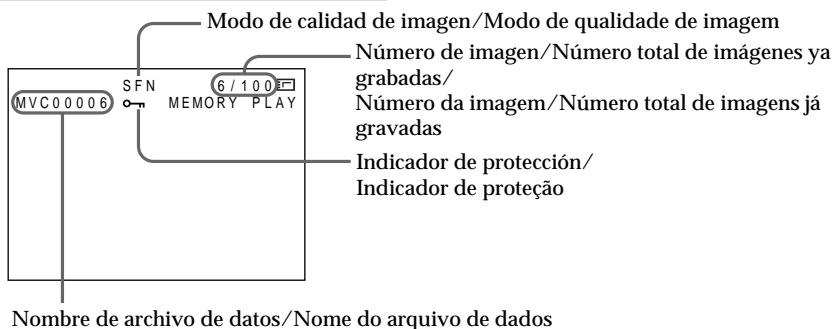 Modo de calidad de imagen/Modo de qualidade de imagem
Número de imagen/Número total de imágenes ya
grabadas/
Número da imagem/Número total de imagens já
gravadas
SFN 6/100
MVC00006 MEMORY PLAY
Indicador de protección/
Indicador de proteção
Nombre de archivo de datos/Nome do arquivo de dados